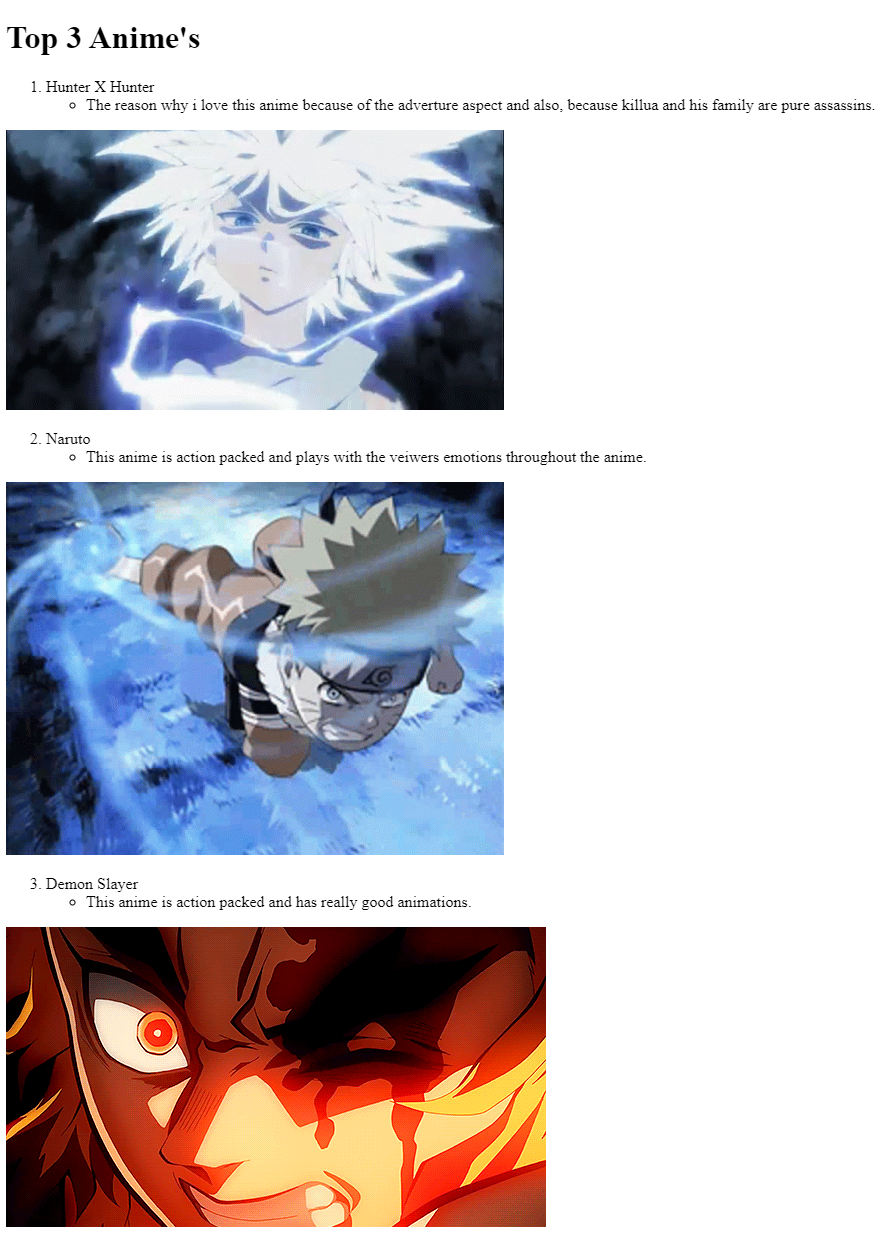 Top 3 Anime's
1. Hunter X Hunter
The reason why i love this anime because of the adverture aspect and also, because killua and his family are pure assassins.
2. Naruto
This anime is action packed and plays with the veiwers emotions throughout the anime.
3. Demon Slayer
This anime is action packed and has really good animations.